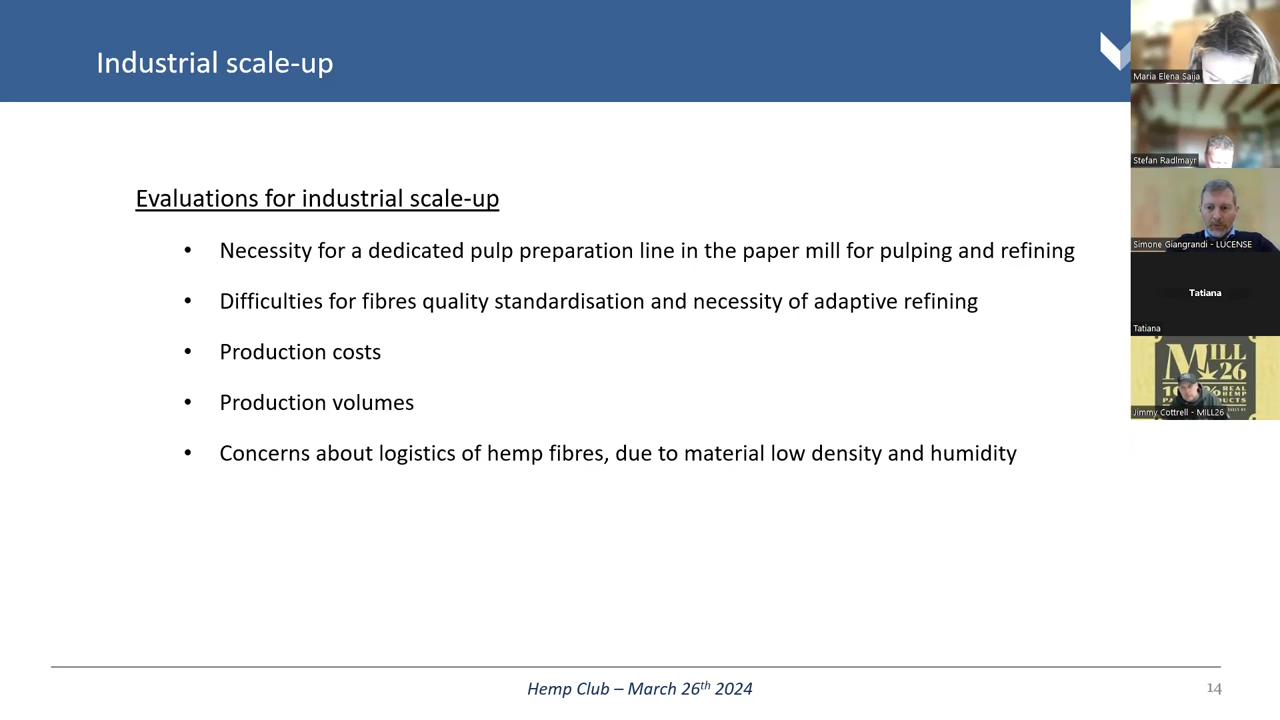 Industrial scale-up
Evaluations for industrial scale-up
• Necessity for a dedicated pulp preparation line in the paper mill for pulping and refining
• Difficulties for fibres quality standardisation and necessity of adaptive refining
• Production costs
• Production volumes
• Concerns about logistics of hemp fibres, due to material low density and humidity
Hemp Club – March 26th 2024
14
Maria Elena Saija
Stefan Radlmayr
Simone Giangrandi - LUCENSE
Tatiana
Tatiana
MILL
26
REAL
HEMP
Jimmy Cottrell - MILL26